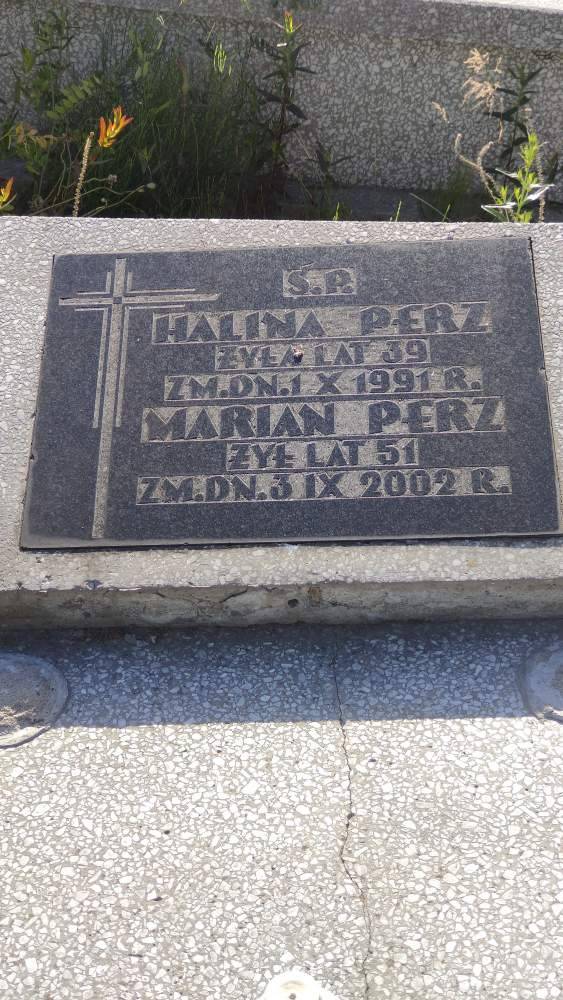 Ś.P.
HALINA PERZ
ŻYŁA LAT 39
ZM.DN.1 X 1991 R.
MARIAN PERZ
ŻYŁ LAT 51
ZM.DN.3 IX 2002 R.